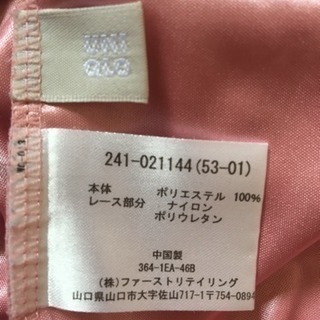 241-021144(53-01)
本体 ポリエステル 100%
レース部分 ナイロン
ポリウレタン
中国製
364-1EA-46B
(株)ファーストリテイリング
山口県山口市大字佐山717-1〒754-0894